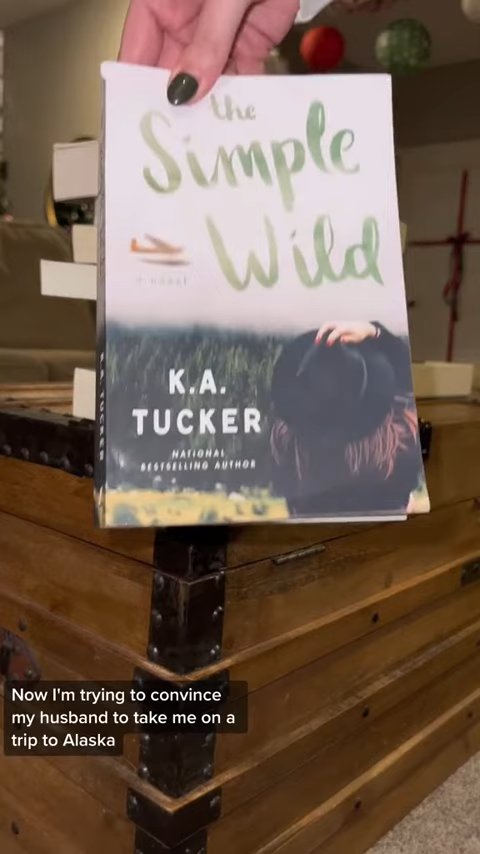 the
Simple
Wild
a novel
K.A.
TUCKER
NATIONAL
BESTSELLING AUTHOR
K.A. TUCKER
Now I'm trying to convince
my husband to take me on a
trip to Alaska